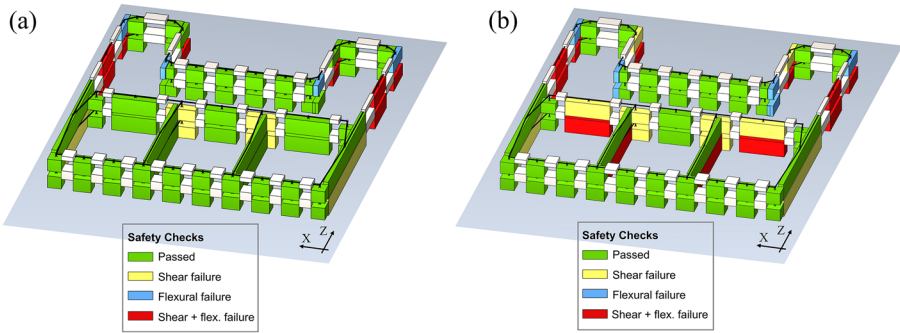 (a)
X
Z
Safety Checks
Passed
Shear failure
Flexural failure
Shear + flex. failure
(b)
X
Z
Safety Checks
Passed
Shear failure
Flexural failure
Shear + flex. failure